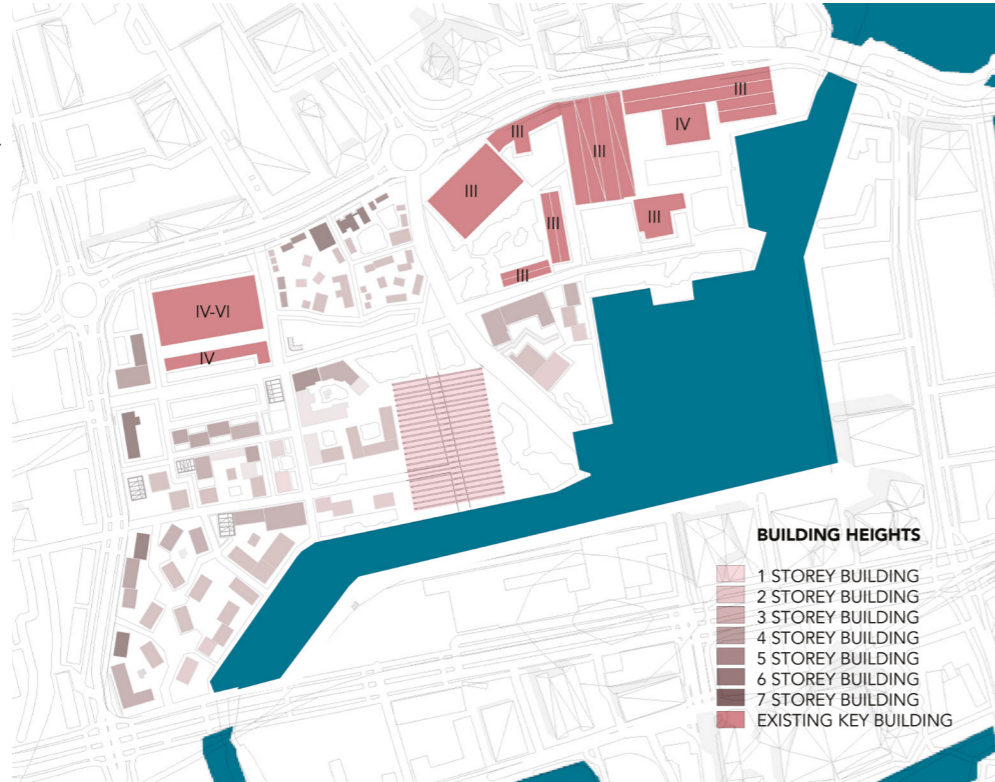 III
III
IV
III
III
III
III
III
IV-VI
IV
BUILDING HEIGHTS
1 STOREY BUILDING
2 STOREY BUILDING
3 STOREY BUILDING
4 STOREY BUILDING
5 STOREY BUILDING
6 STOREY BUILDING
7 STOREY BUILDING
EXISTING KEY BUILDING